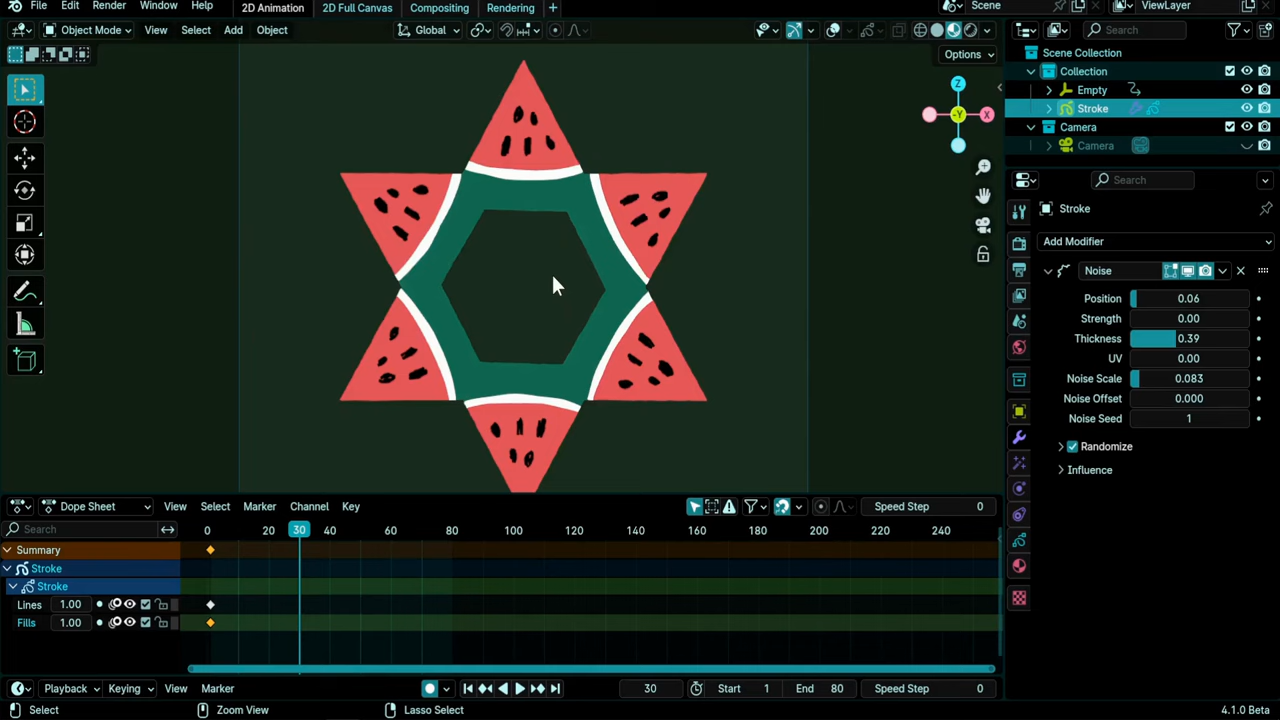 File Edit Render Window Help 2D Animation 2D Full Canvas Compositing Rendering + Scene ViewLayer
Object Mode View Select Add Object Global Search
Options Scene Collection
Collection
Z Empty
X -Y Stroke
Camera
Camera
Search
Stroke
Add Modifier
Noise
Position 0.06
Strength 0.00
Thickness 0.39
UV 0.00
Noise Scale 0.083
Noise Offset 0.000
Noise Seed 1
Randomize
Influence
Dope Sheet View Select Marker Channel Key Speed Step 0
Search 0 20 30 40 60 80 100 120 140 160 180 200 220 240
Summary
Stroke
Stroke
Lines 1.00
Fills 1.00
Playback Keying View Marker 30 Start 1 End 80 Speed Step 0
Select Zoom View Lasso Select 4.1.0 Beta